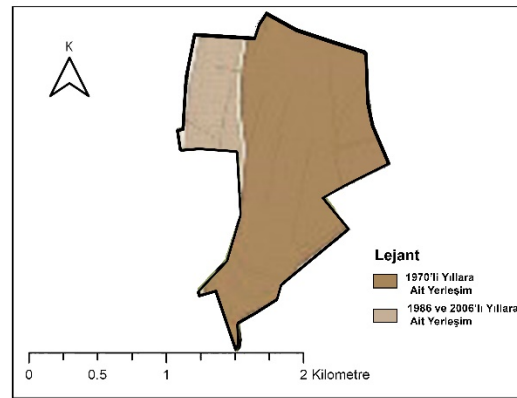 K
Lejant
1970'li Yıllara
Ait Yerleşim
1986 ve 2006'lı Yıllara
Ait Yerleşim
0 0.5 1 2 Kilometre